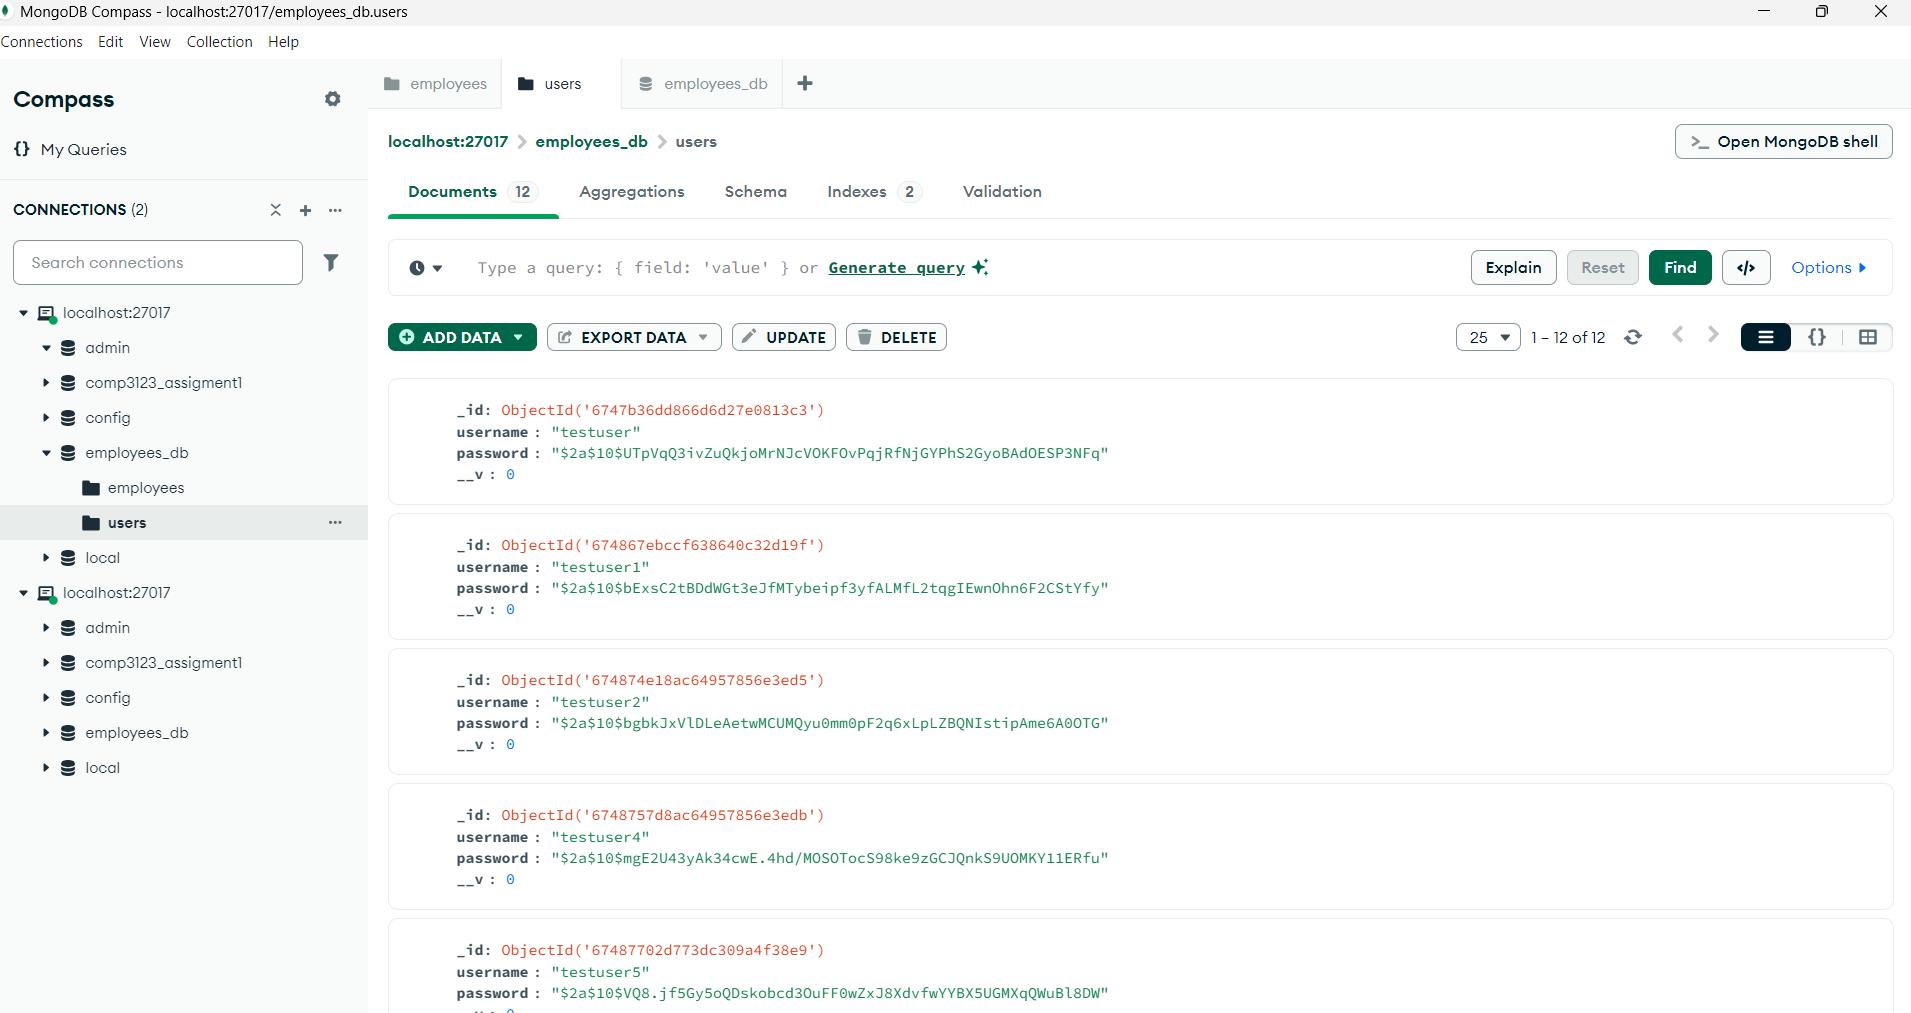 MongoDB Compass - localhost:27017/employees_db.users
Connections Edit View Collection Help
Compass
{} My Queries
CONNECTIONS (2)
Search connections
localhost:27017
admin
comp3123_assigment1
config
employees_db
employees
users
local
localhost:27017
admin
comp3123_assigment1
config
employees_db
local
employees users employees_db
localhost:27017 > employees_db > users
>_ Open MongoDB shell
Documents 12 Aggregations Schema Indexes 2 Validation
Type a query: { field: 'value' } or Generate query
Explain Reset Find </> Options
ADD DATA EXPORT DATA UPDATE DELETE
25 1 – 12 of 12 {}
_id: ObjectId('6747b36dd866d6d27e0813c3')
username : "testuser"
password : "$2a$10$UTpVqQ3ivZuQkjoMrNJcVOKFOvPqjRfNjGYPhS2GyoBAdOESP3NFq"
__v : 0
_id: ObjectId('674867ebccf638640c32d19f')
username : "testuser1"
password : "$2a$10$bExsC2tBDdWGt3eJfMTybeipf3yfALMfL2tqgIEwnOhn6F2CStYfy"
__v : 0
_id: ObjectId('674874e18ac64957856e3ed5')
username : "testuser2"
password : "$2a$10$bgbkJxVlDLeAetwMCUMQyu0mm0pF2q6xLpLZBQNIstipAme6A0OTG"
__v : 0
_id: ObjectId('6748757d8ac64957856e3edb')
username : "testuser4"
password : "$2a$10$mgE2U43yAk34cwE.4hd/MOSOTocS98ke9zGCJQnkS9UOMKY11ERfu"
__v : 0
_id: ObjectId('67487702d773dc309a4f38e9')
username : "testuser5"
password : "$2a$10$VQ8.jf5Gy5oQDskobcd3OuFF0wZxJ8XdvfwYYBX5UGMXqQWuBl8DW"